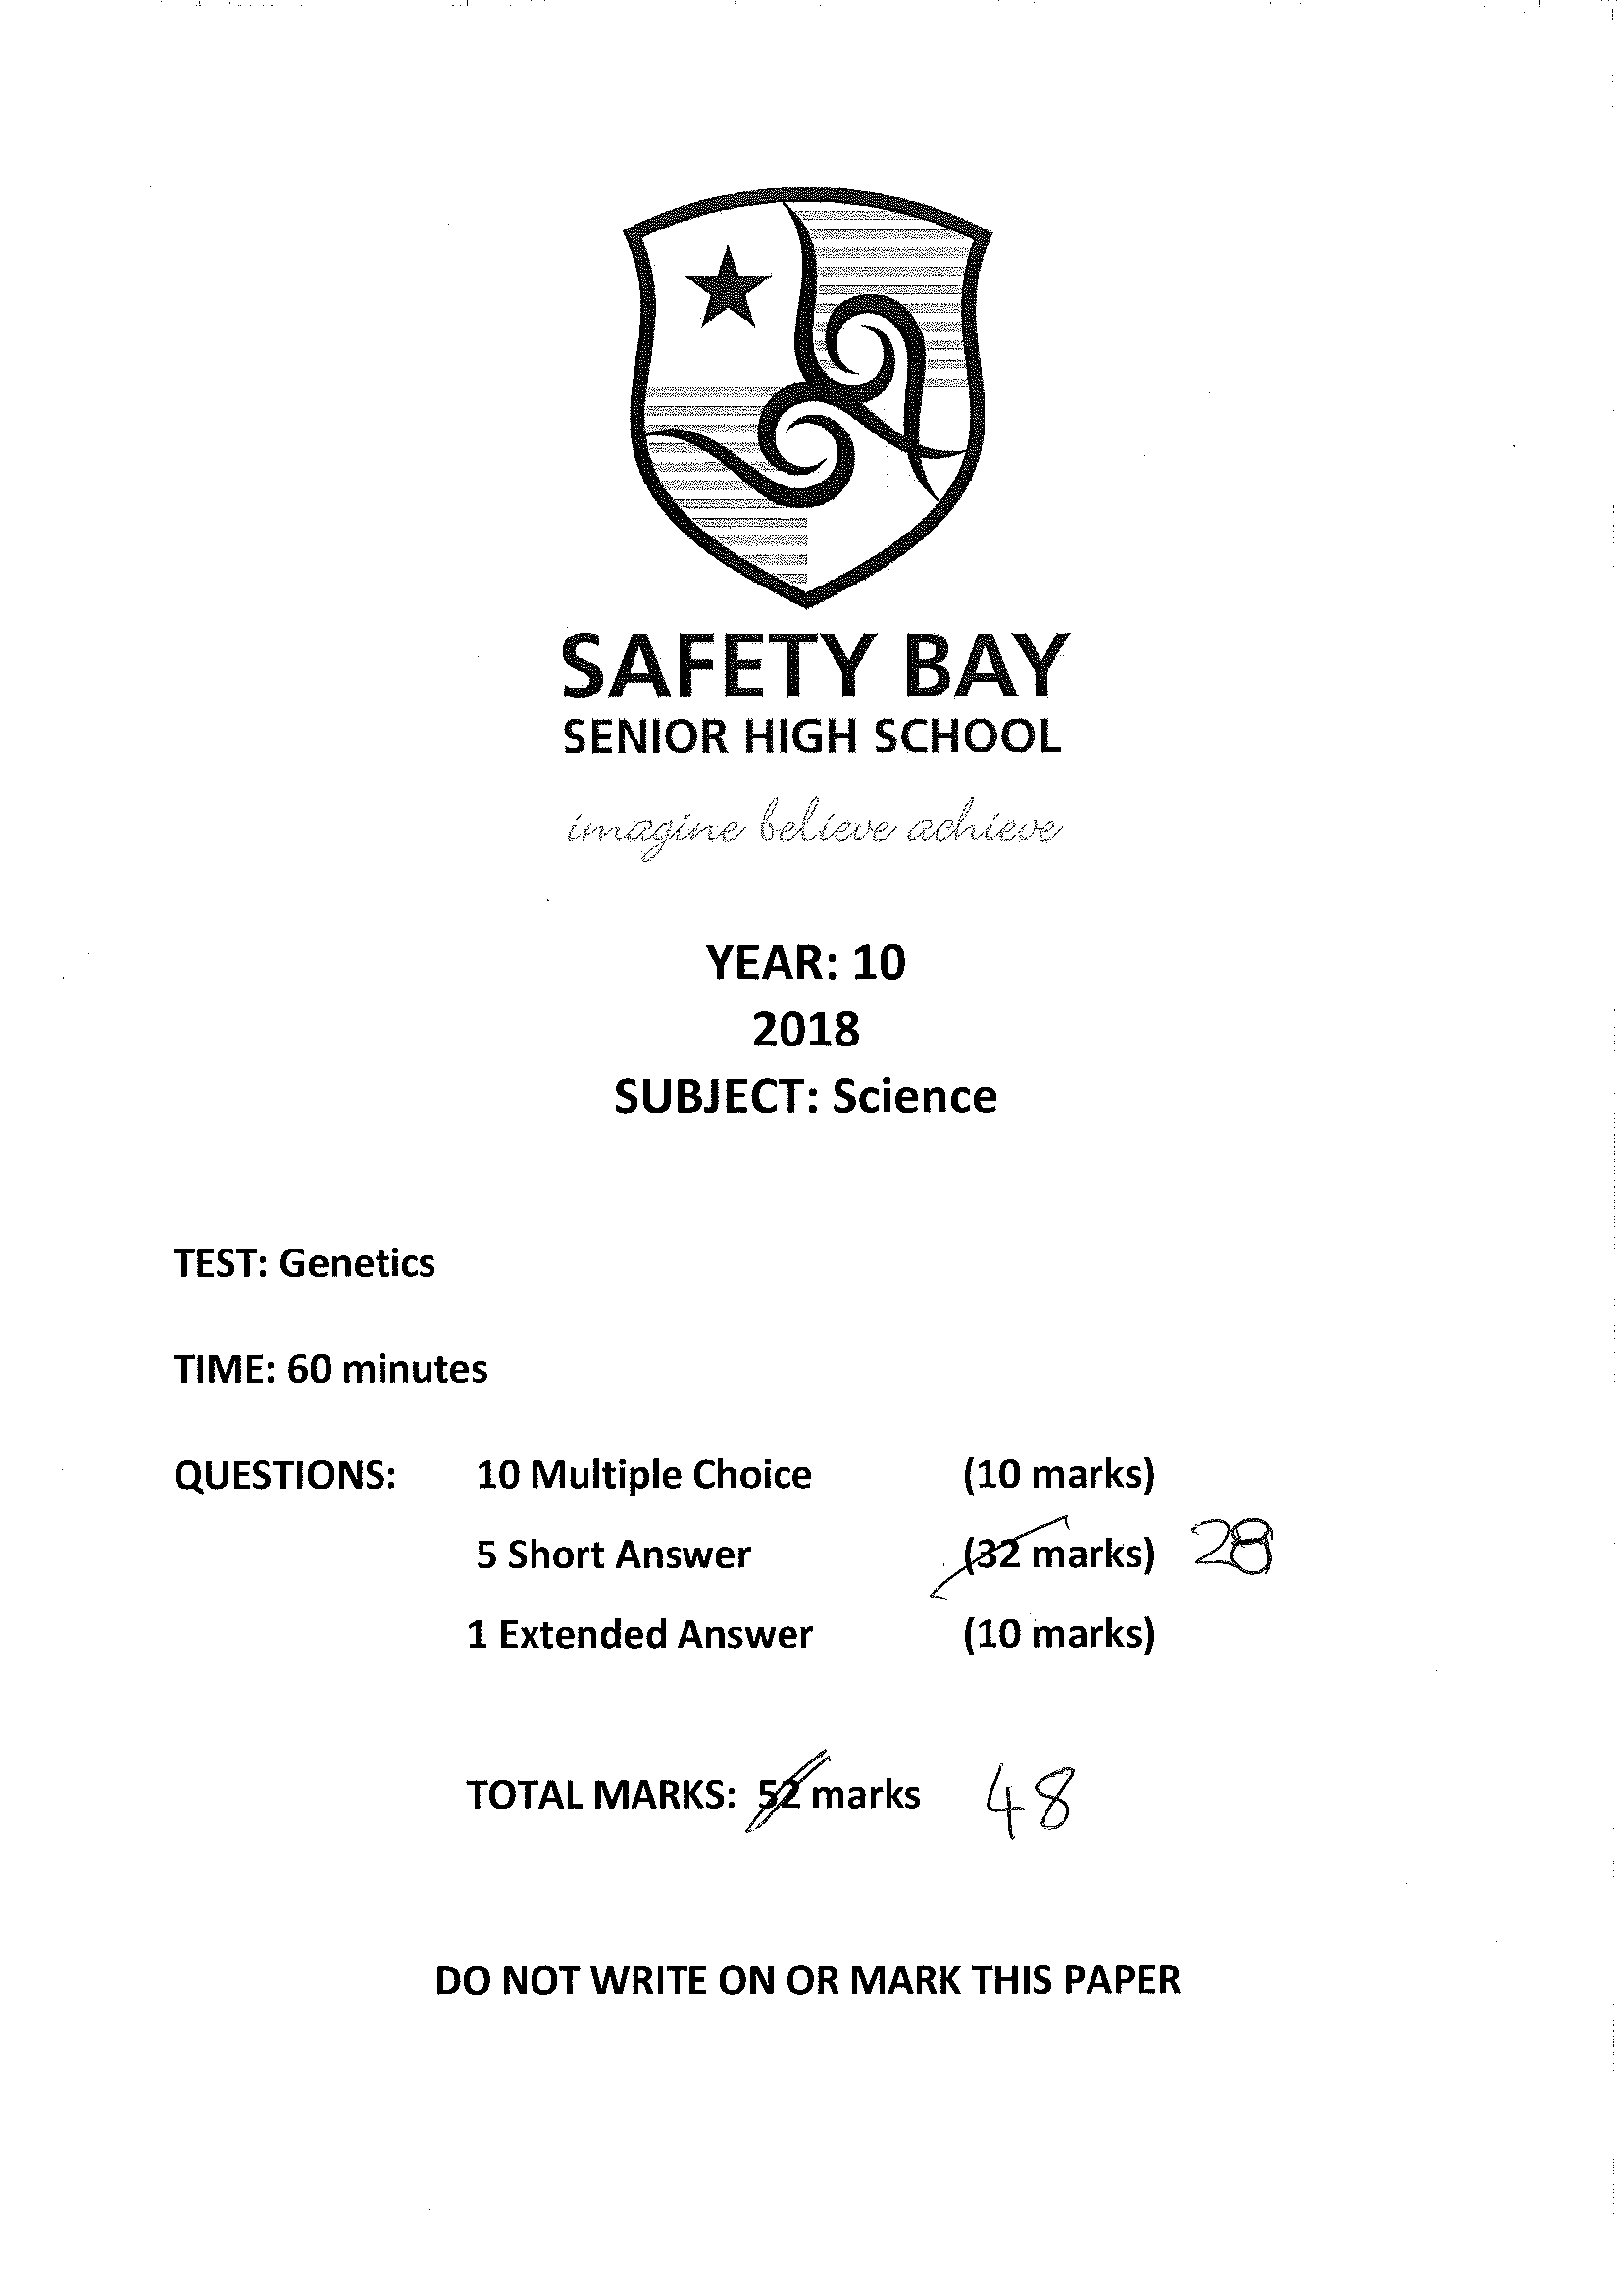 SAFETY BAY
SENIOR HIGH SCHOOL
imagine believe achieve
YEAR: 10
2018
SUBJECT: Science
TEST: Genetics
TIME: 60 minutes
QUESTIONS: 10 Multiple Choice (10 marks)
5 Short Answer (32 marks) 28
1 Extended Answer (10 marks)
TOTAL MARKS: 52 marks 48
DO NOT WRITE ON OR MARK THIS PAPER